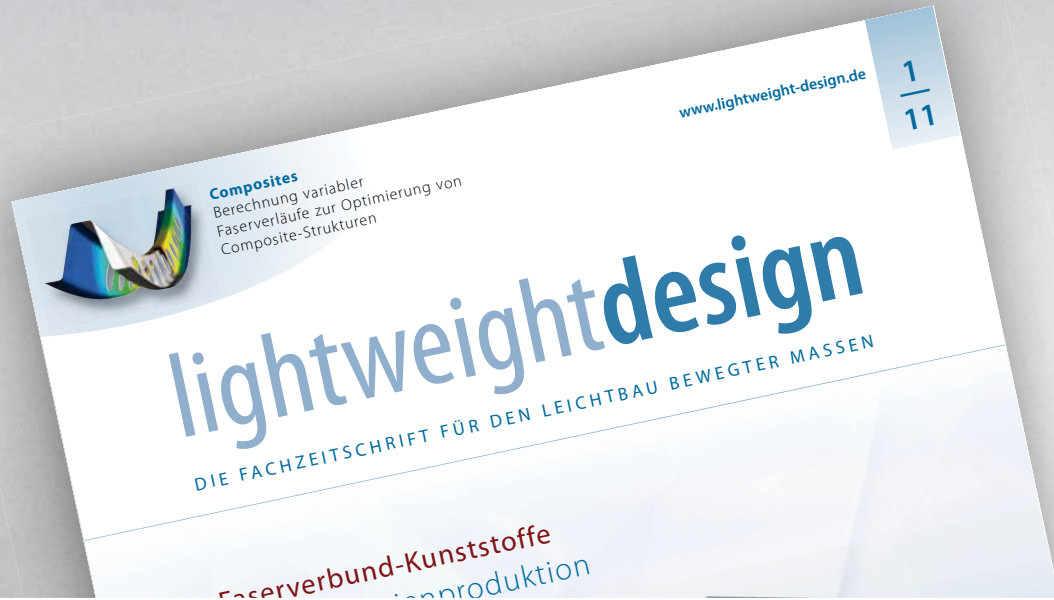 www.lightweight-design.de
1
11
Composites
Berechnung variabler
Faserverläufe zur Optimierung von
Composite-Strukturen
lightweightdesign
DIE FACHZEITSCHRIFT FÜR DEN LEICHTBAU BEWEGTER MASSEN
Faserverbund-Kunststoffe